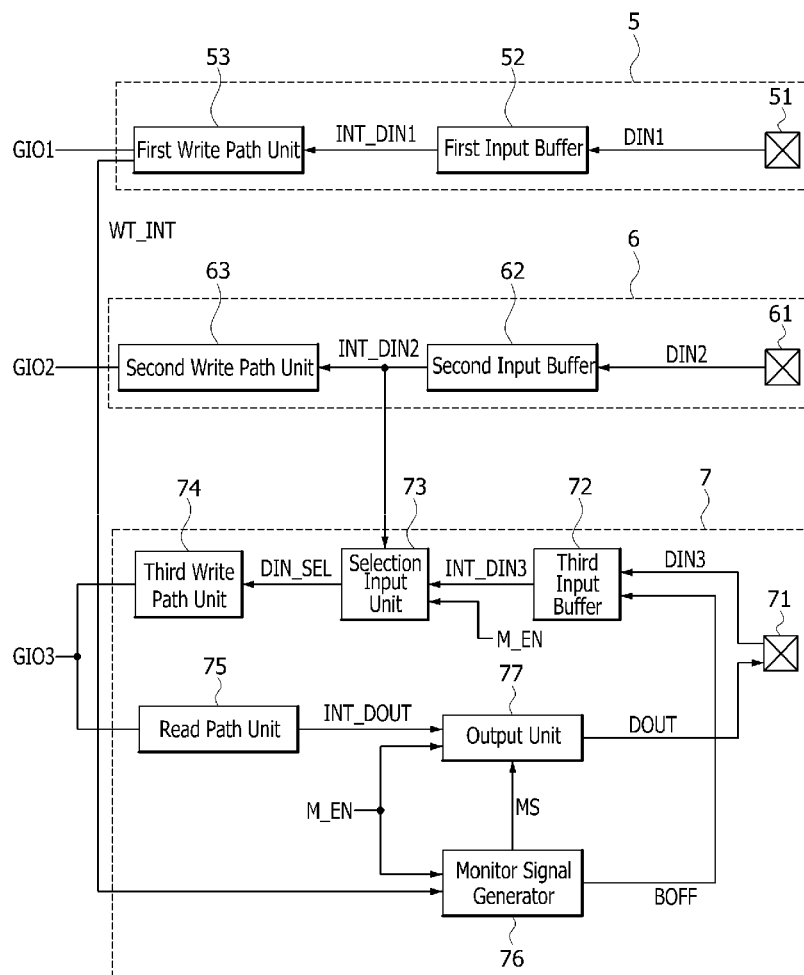 5
53
52
51
GIO1
First Write Path Unit
INT_DIN1
First Input Buffer
DIN1
WT_INT
6
63
62
61
GIO2
Second Write Path Unit
INT_DIN2
Second Input Buffer
DIN2
7
74
73
72
Third Write
Path Unit
DIN_SEL
Selection
Input
Unit
INT_DIN3
Third
Input
Buffer
DIN3
71
M_EN
GIO3
75
77
Read Path Unit
INT_DOUT
Output Unit
DOUT
M_EN
MS
Monitor Signal
Generator
BOFF
76